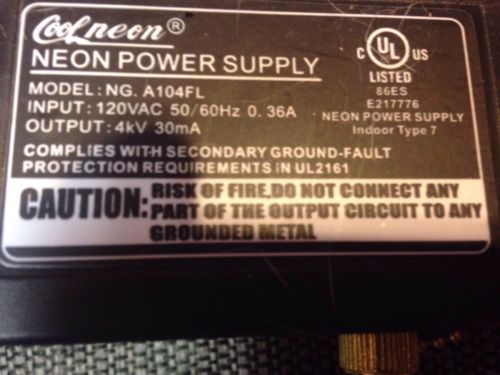 Coolneon®
NEON POWER SUPPLY
MODEL: NG. A104FL
INPUT: 120VAC 50/60Hz 0.36A
OUTPUT: 4kV 30mA
COMPLIES WITH SECONDARY GROUND-FAULT
PROTECTION REQUIREMENTS iN UL2161
C UL US
LISTED
86ES
E217776
NEON POWER SUPPLY
Indoor Type 7
CAUTION: RISK OF FIRE,DO NOT CONNECT ANY
PART OF THE OUTPUT CIRCUIT TO ANY
GROUNDED METAL